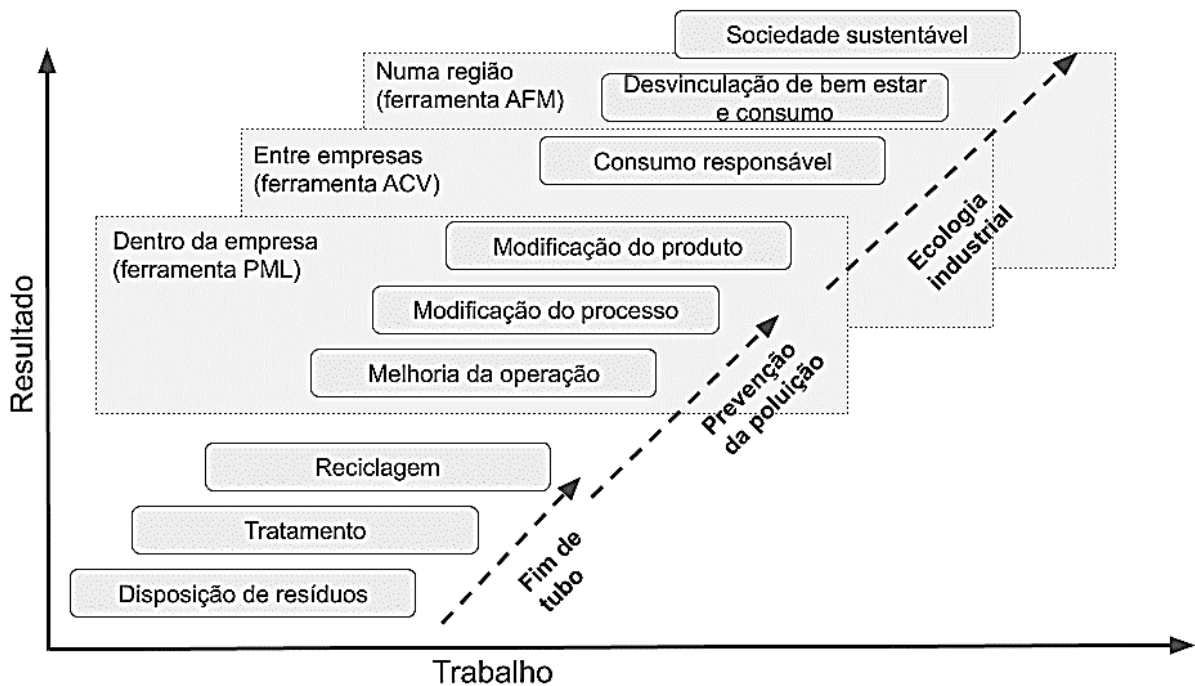 Sociedade sustentável
Numa região
(ferramenta AFM)
Desvinculação de bem estar
e consumo
Entre empresas
(ferramenta ACV)
Consumo responsável
Dentro da empresa
(ferramenta PML)
Modificação do produto
Modificação do processo
Melhoria da operação
Reciclagem
Tratamento
Disposição de resíduos
Fim de
tubo
Prevenção
da poluição
Ecologia
industrial
Resultado
Trabalho